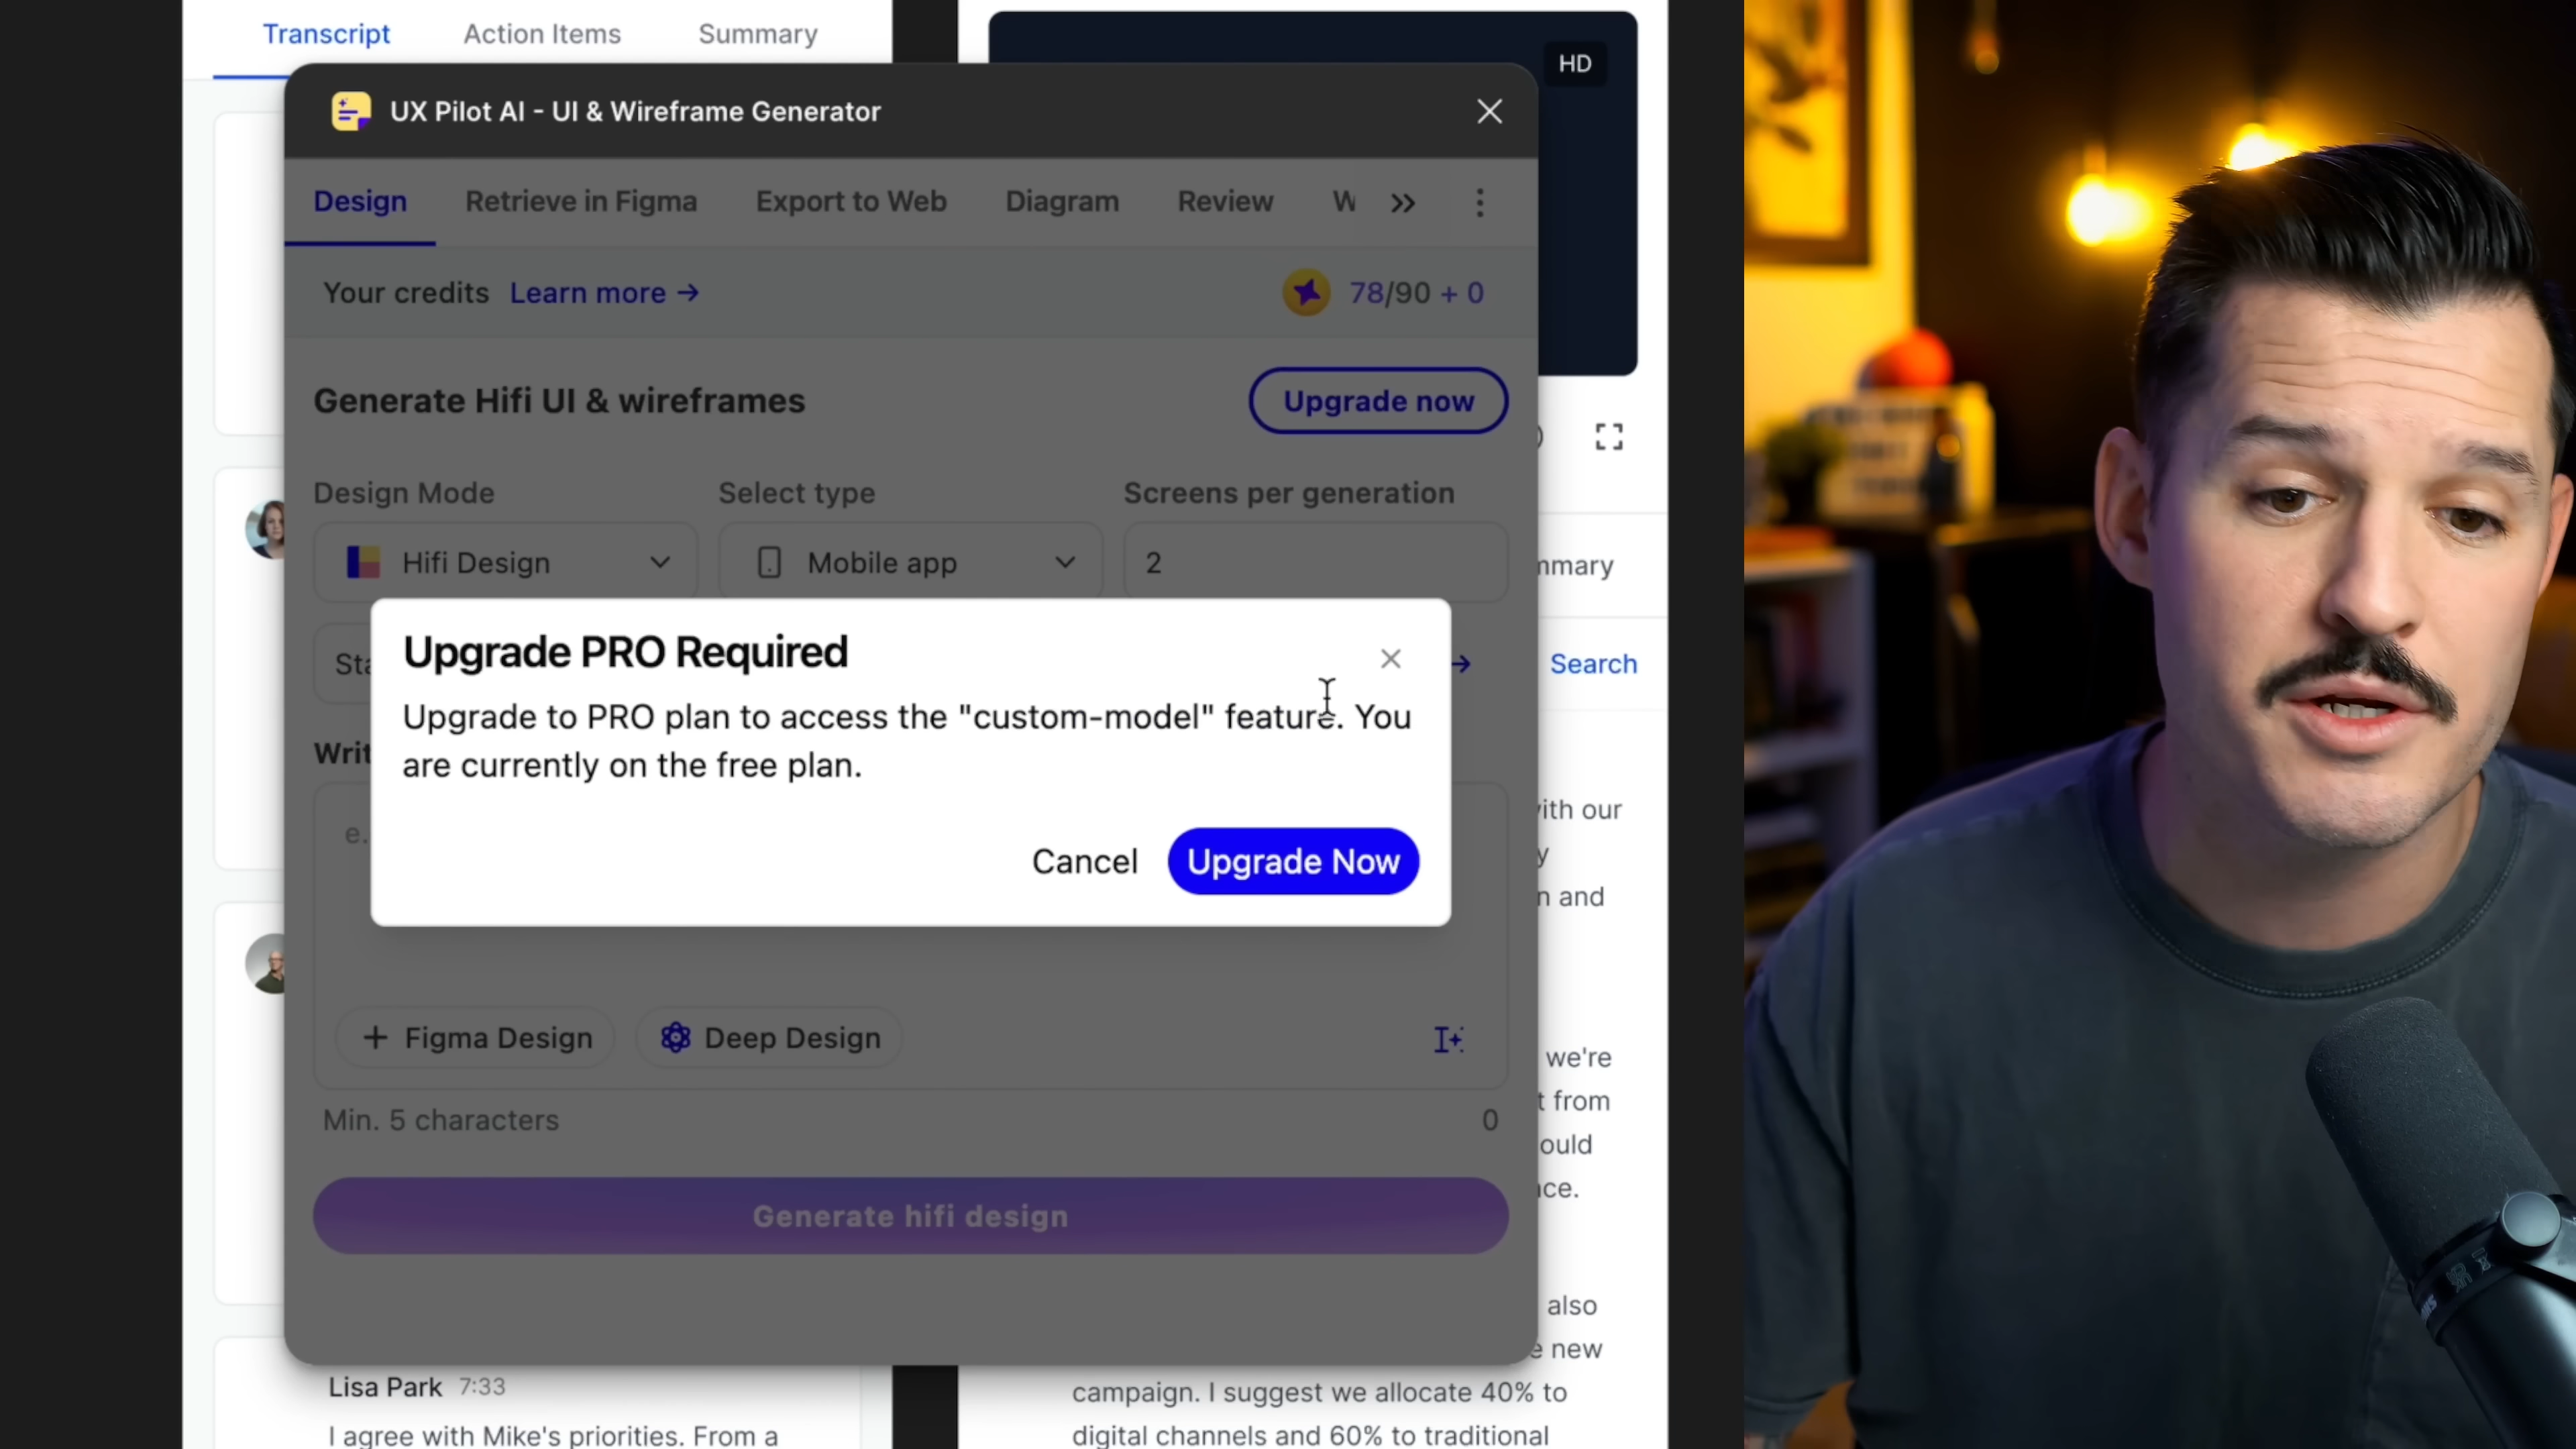 Transcript Action Items Summary
HD
UX Pilot AI - UI & Wireframe Generator
Design Retrieve in Figma Export to Web Diagram Review W
Your credits Learn more → 78/90 + 0
Generate Hifi UI & wireframes Upgrade now
Design Mode Select type Screens per generation
Hifi Design Mobile app 2
Search
Upgrade PRO Required
Upgrade to PRO plan to access the "custom-model" feature. You
are currently on the free plan.
Cancel Upgrade Now
+ Figma Design Deep Design
Min. 5 characters 0
Generate hifi design
mmary
ith our
y
n and
we're
t from
ould
ce.
also
e new
campaign. I suggest we allocate 40% to
digital channels and 60% to traditional
Lisa Park 7:33
I agree with Mike's priorities. From a